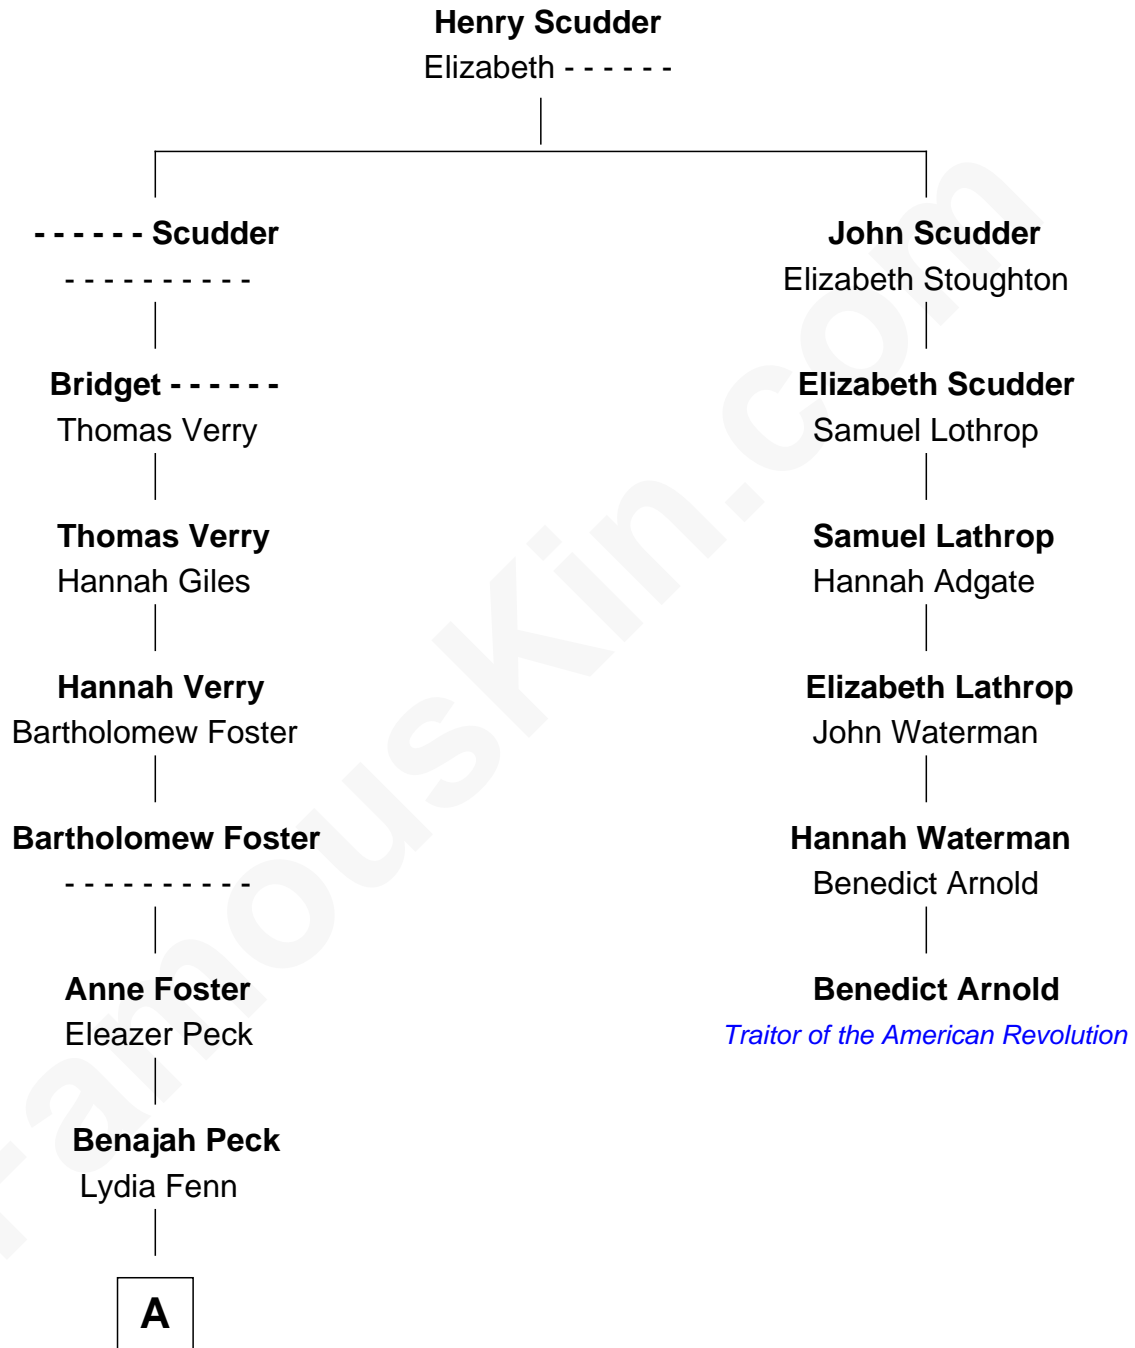 Henry Scudder
Elizabeth - - - - - -
- - - - - - Scudder
- - - - - - - - - -
John Scudder
Elizabeth Stoughton
Bridget - - - - - -
Thomas Verry
Elizabeth Scudder
Samuel Lothrop
Thomas Verry
Hannah Giles
Samuel Lathrop
Hannah Adgate
Hannah Verry
Bartholomew Foster
Elizabeth Lathrop
John Waterman
Bartholomew Foster
- - - - - - - - - -
Hannah Waterman
Benedict Arnold
Anne Foster
Eleazer Peck
Benedict Arnold
Traitor of the American Revolution
Benajah Peck
Lydia Fenn
A
FamousKin.com